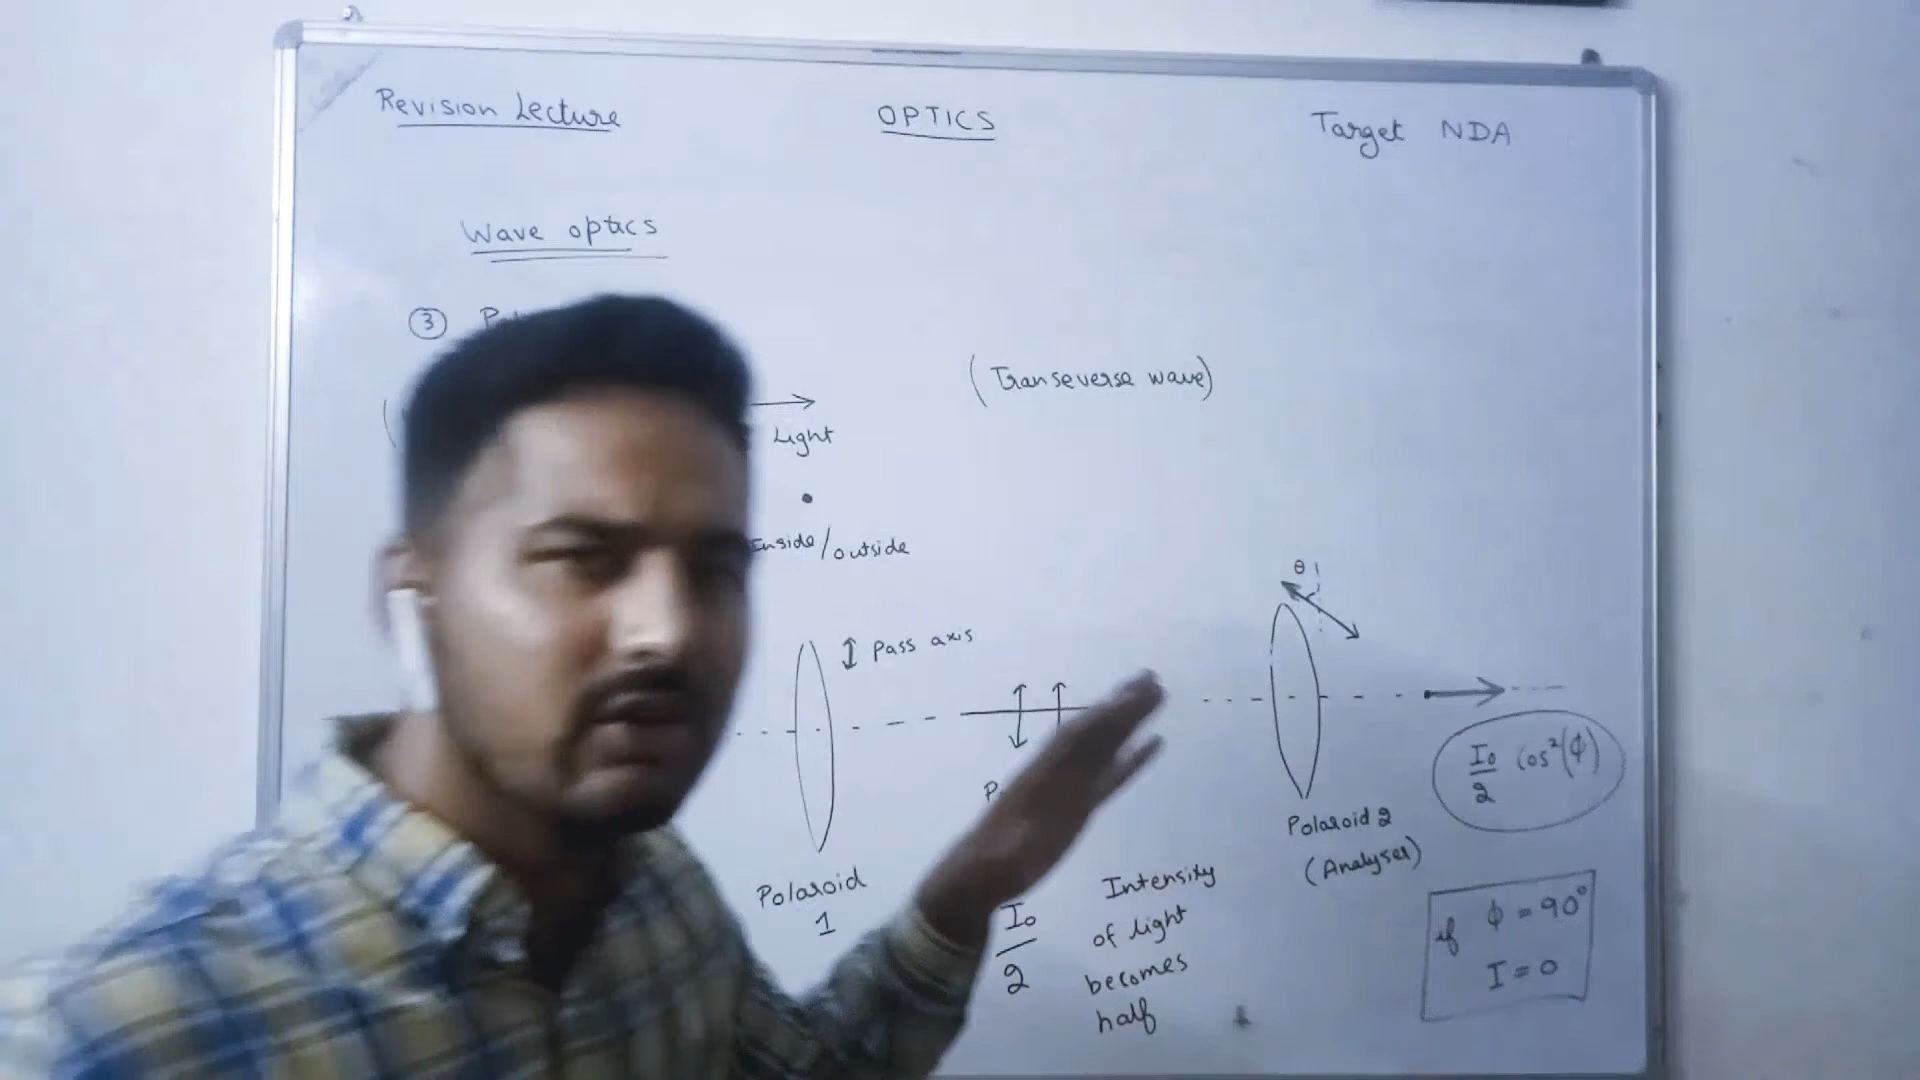 Revision Lecture
OPTICS
Target NDA
Wave optics
3
(Transeverse wave)
Light
Inside/outside
θ
Pass axis
I₀/2 Cos²(ϕ)
Polaroid 2
(Analyser)
Polaroid
1
I₀/2
Intensity
of light
becomes
half
if ϕ = 90°
I = 0